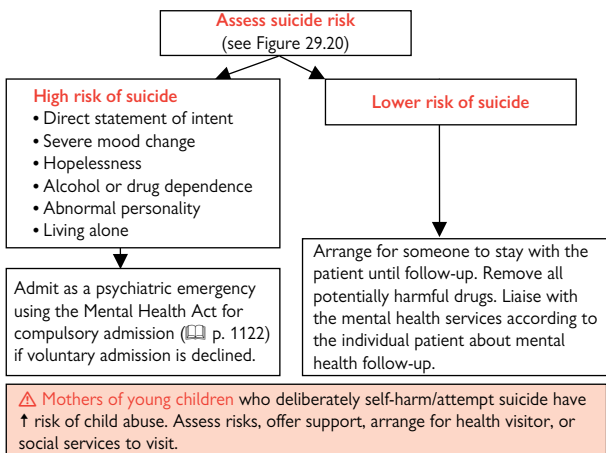 Assess suicide risk
(see Figure 29.20)
High risk of suicide
• Direct statement of intent
• Severe mood change
• Hopelessness
• Alcohol or drug dependence
• Abnormal personality
• Living alone
Lower risk of suicide
Admit as a psychiatric emergency
using the Mental Health Act for
compulsory admission (📖 p. 1122)
if voluntary admission is declined.
Arrange for someone to stay with the
patient until follow-up. Remove all
potentially harmful drugs. Liaise with
the mental health services according to
the individual patient about mental
health follow-up.
⚠ Mothers of young children who deliberately self-harm/attempt suicide have
↑ risk of child abuse. Assess risks, offer support, arrange for health visitor, or
social services to visit.